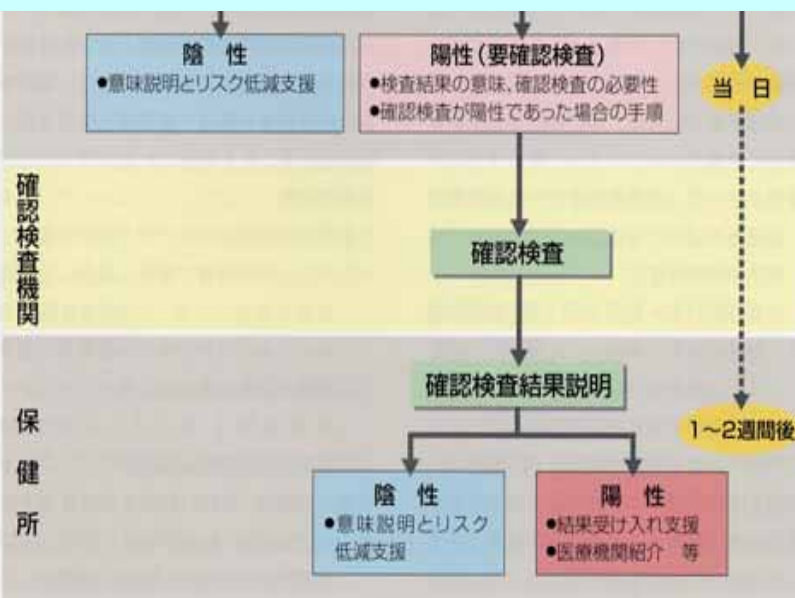 陰 性
●意味説明とリスク低減支援
陽性(要確認検査)
●検査結果の意味、確認検査の必要性
●確認検査が陽性であった場合の手順
当 日
確認検査機関
確認検査
確認検査結果説明
保健所
1~2週間後
陰 性
●意味説明とリスク
低減支援
陽 性
●結果受け入れ支援
●医療機関紹介 等